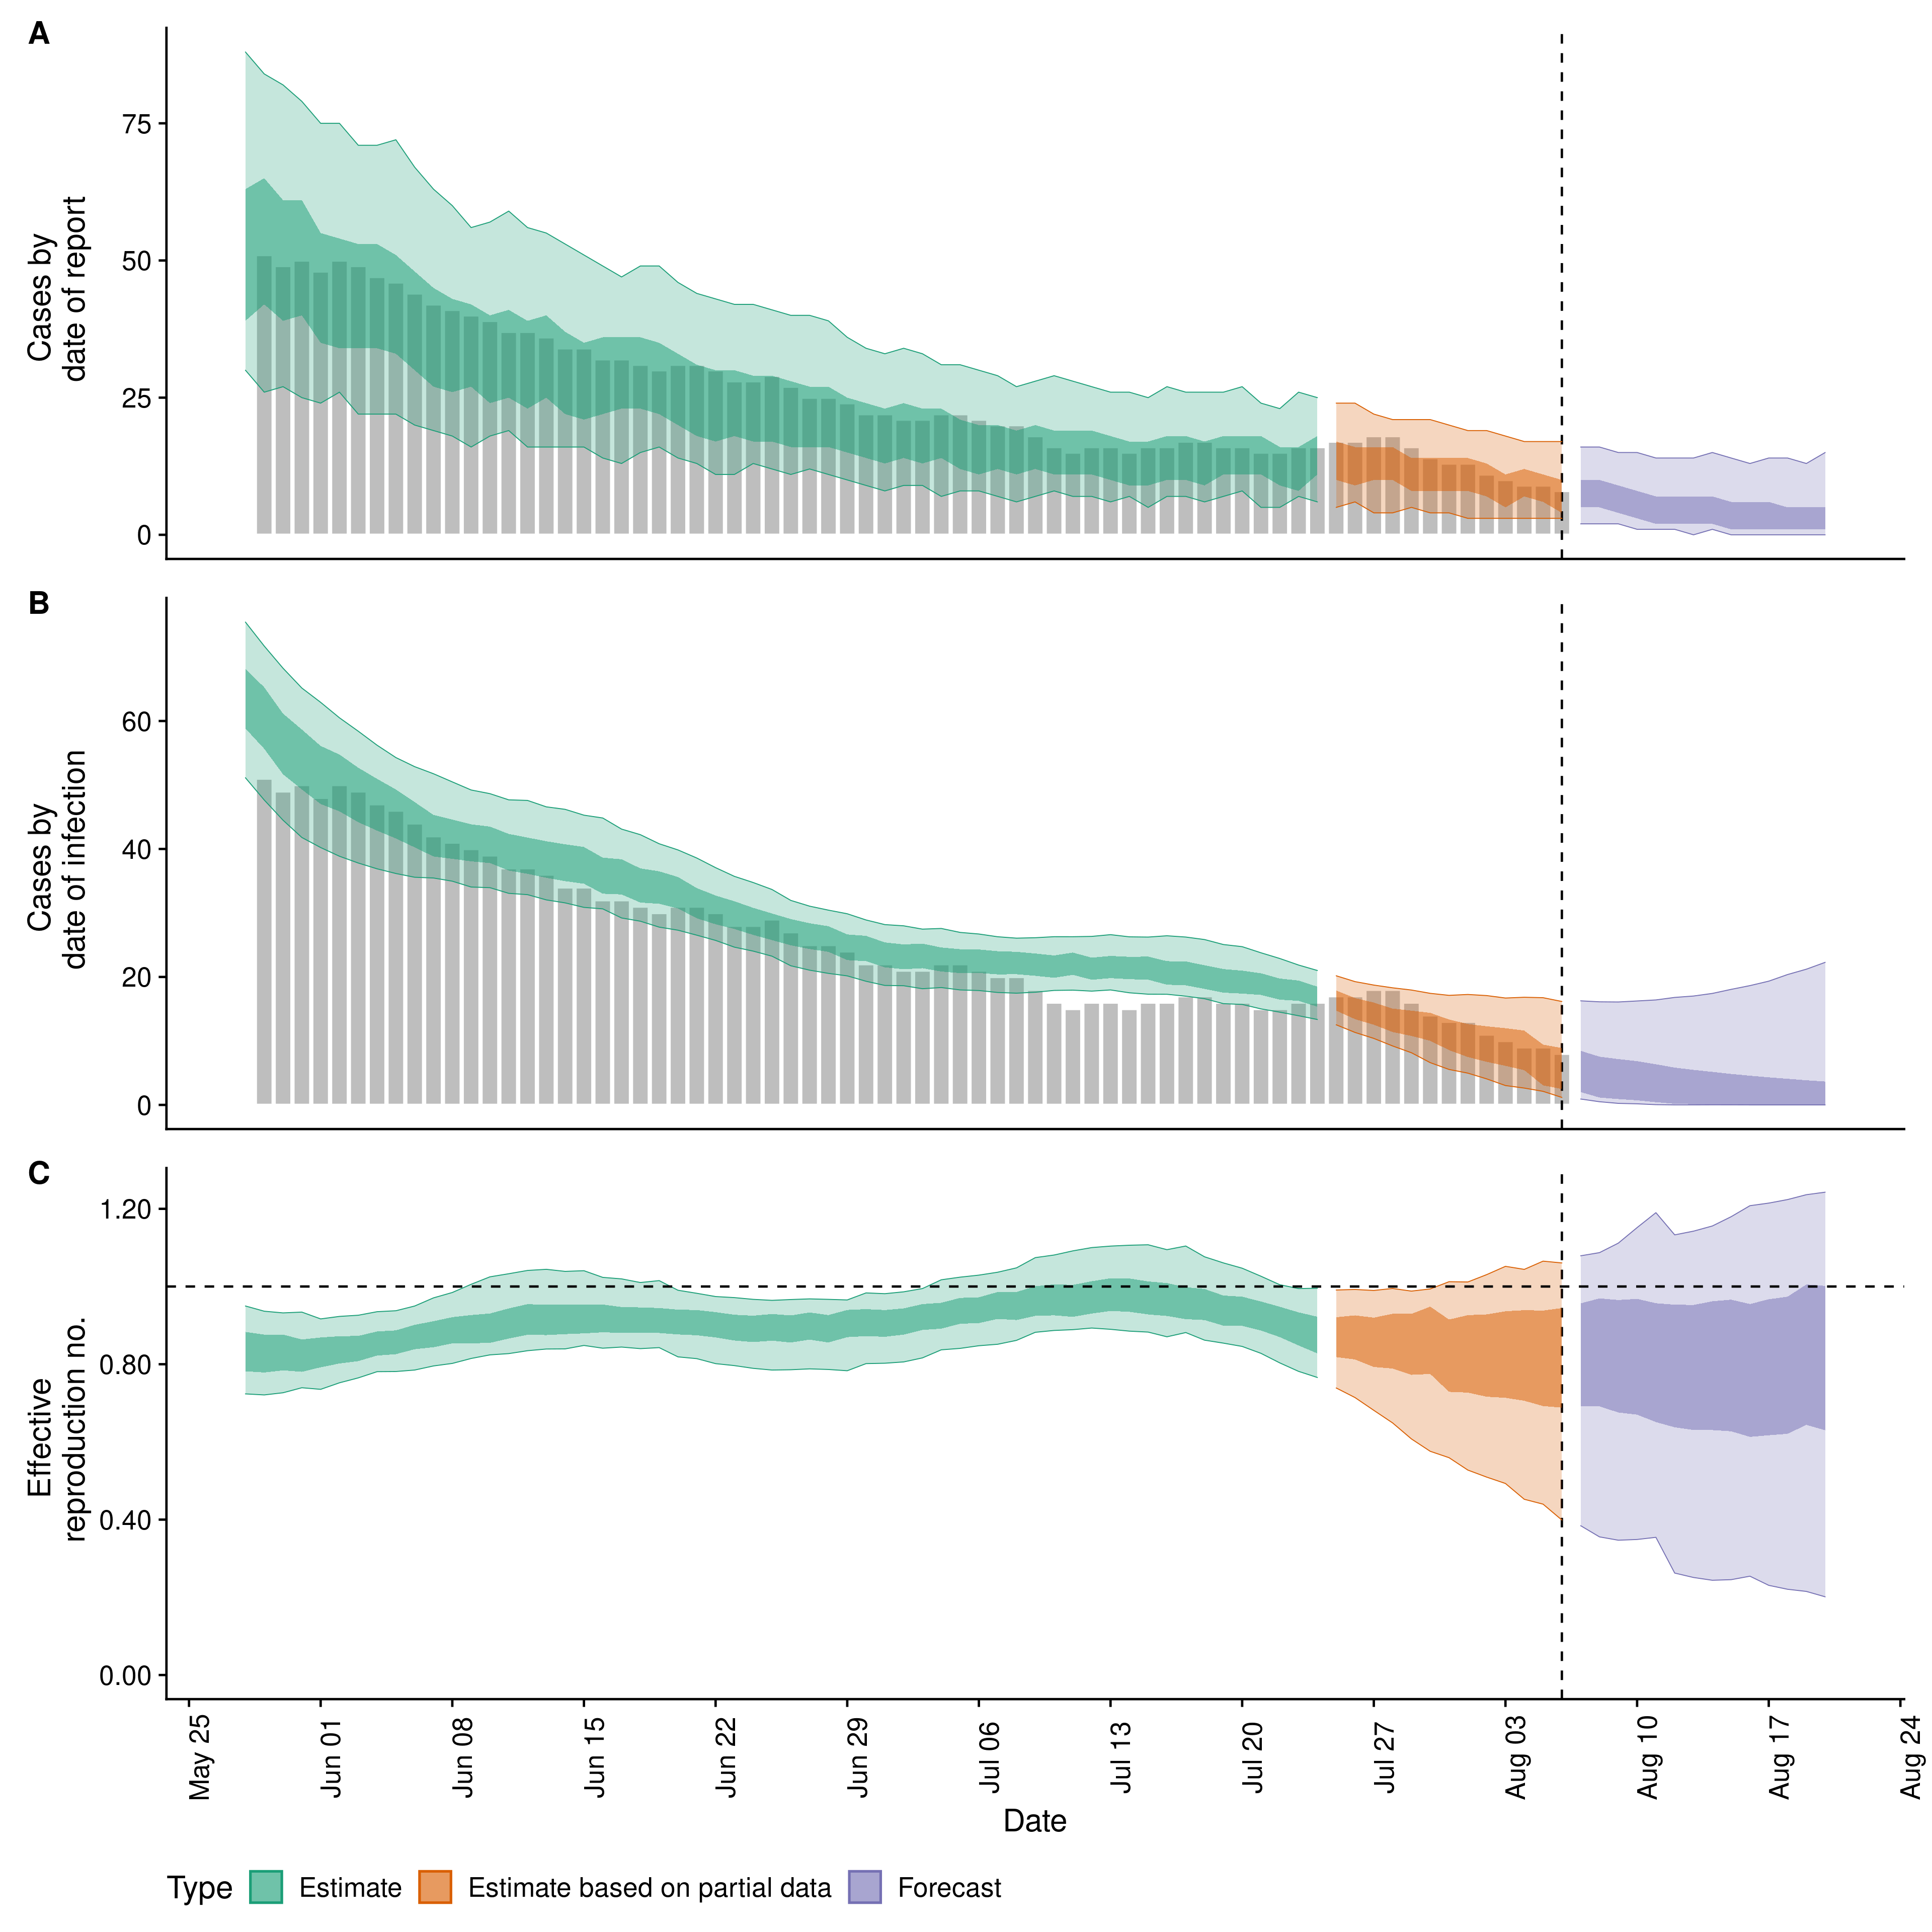 A
Cases by
date of report
75
50
25
0
B
Cases by
date of infection
60
40
20
0
C
Effective
reproduction no.
1.20
0.80
0.40
0.00
May 25
Jun 01
Jun 08
Jun 15
Jun 22
Jun 29
Jul 06
Jul 13
Jul 20
Jul 27
Aug 03
Aug 10
Aug 17
Aug 24
Date
Type Estimate Estimate based on partial data Forecast